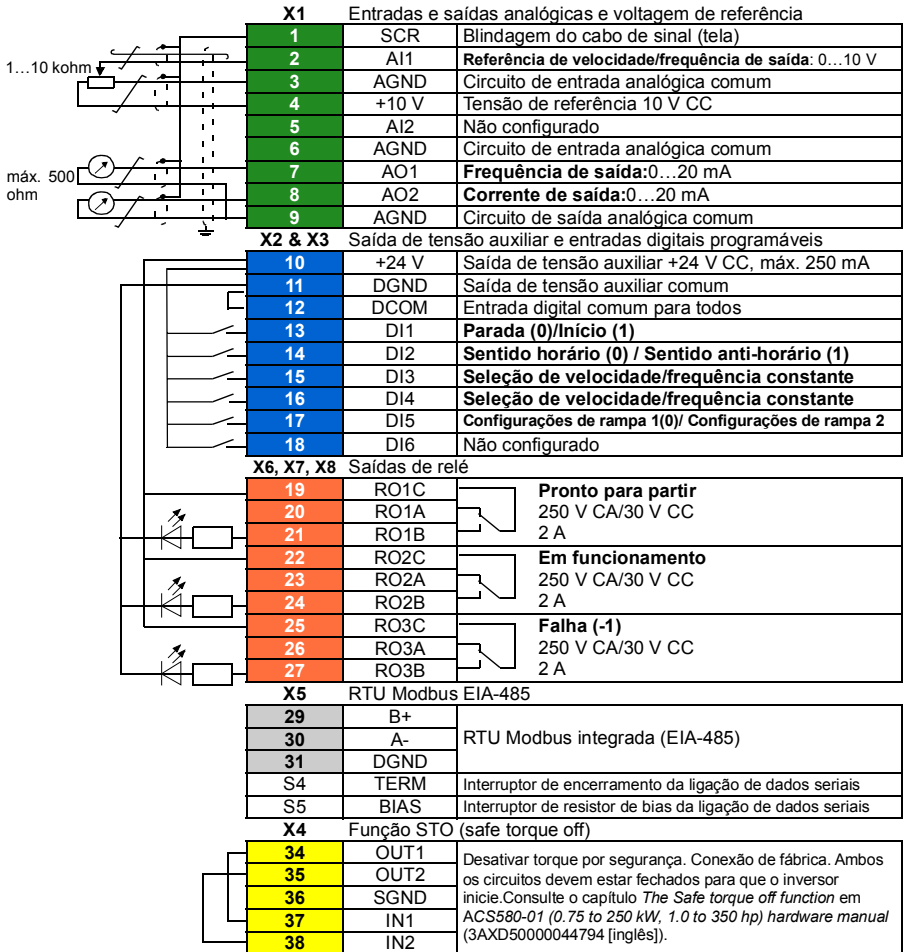 X1 Entradas e saídas analógicas e voltagem de referência
1 SCR Blindagem do cabo de sinal (tela)
2 AI1 Referência de velocidade/frequência de saída: 0…10 V
1…10 kohm
3 AGND Circuito de entrada analógica comum
4 +10 V Tensão de referência 10 V CC
5 AI2 Não configurado
6 AGND Circuito de entrada analógica comum
7 AO1 Frequência de saída:0…20 mA
máx. 500
ohm
8 AO2 Corrente de saída:0…20 mA
9 AGND Circuito de saída analógica comum
X2 & X3 Saída de tensão auxiliar e entradas digitais programáveis
10 +24 V Saída de tensão auxiliar +24 V CC, máx. 250 mA
11 DGND Saída de tensão auxiliar comum
12 DCOM Entrada digital comum para todos
13 DI1 Parada (0)/Início (1)
14 DI2 Sentido horário (0) / Sentido anti-horário (1)
15 DI3 Seleção de velocidade/frequência constante
16 DI4 Seleção de velocidade/frequência constante
17 DI5 Configurações de rampa 1(0)/ Configurações de rampa 2
18 DI6 Não configurado
X6, X7, X8 Saídas de relé
19 RO1C Pronto para partir
20 RO1A 250 V CA/30 V CC
21 RO1B 2 A
22 RO2C Em funcionamento
23 RO2A 250 V CA/30 V CC
24 RO2B 2 A
25 RO3C Falha (-1)
26 RO3A 250 V CA/30 V CC
27 RO3B 2 A
X5 RTU Modbus EIA-485
29 B+
30 A- RTU Modbus integrada (EIA-485)
31 DGND
S4 TERM Interruptor de encerramento da ligação de dados seriais
S5 BIAS Interruptor de resistor de bias da ligação de dados seriais
X4 Função STO (safe torque off)
34 OUT1 Desativar torque por segurança. Conexão de fábrica. Ambos
35 OUT2 os circuitos devem estar fechados para que o inversor
36 SGND inicie.Consulte o capítulo The Safe torque off function em
37 IN1 ACS580-01 (0.75 to 250 kW, 1.0 to 350 hp) hardware manual
38 IN2 (3AXD50000044794 [inglês]).